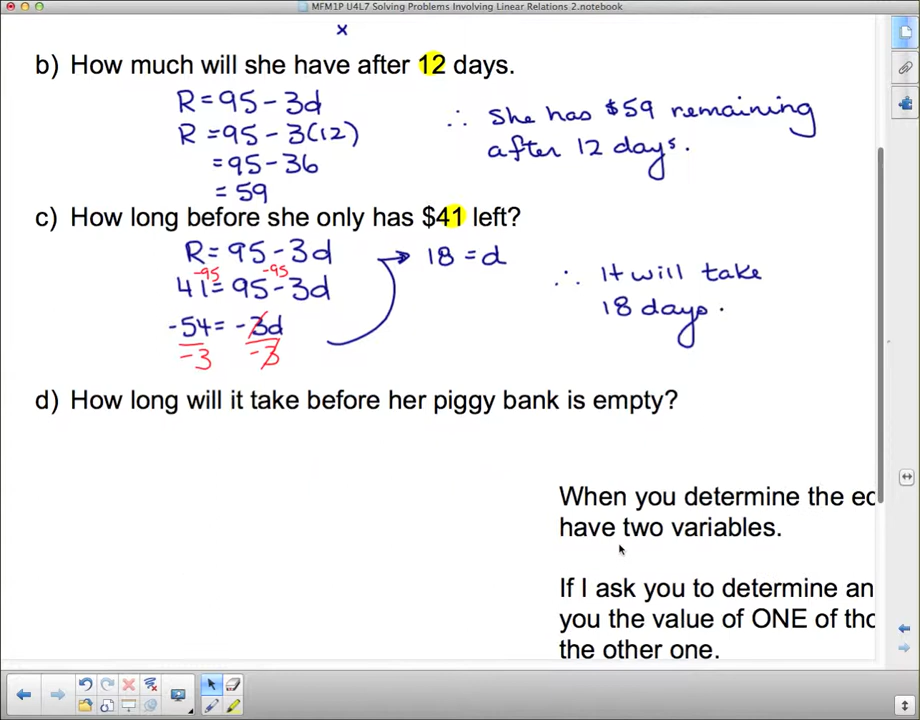 MFM1P U4L7 Solving Problems Involving Linear Relations 2.notebook
x
b) How much will she have after 12 days.
R = 95 - 3d
R = 95 - 3(12)
= 95 - 36
= 59
∴ She has $59 remaining
after 12 days.
c) How long before she only has $41 left?
R = 95 - 3d
-95 -95
41 = 95 - 3d
-54 = -3d
-3 -3
18 = d
∴ It will take
18 days.
d) How long will it take before her piggy bank is empty?
When you determine the ec
have two variables.
If I ask you to determine an
you the value of ONE of tho
the other one.